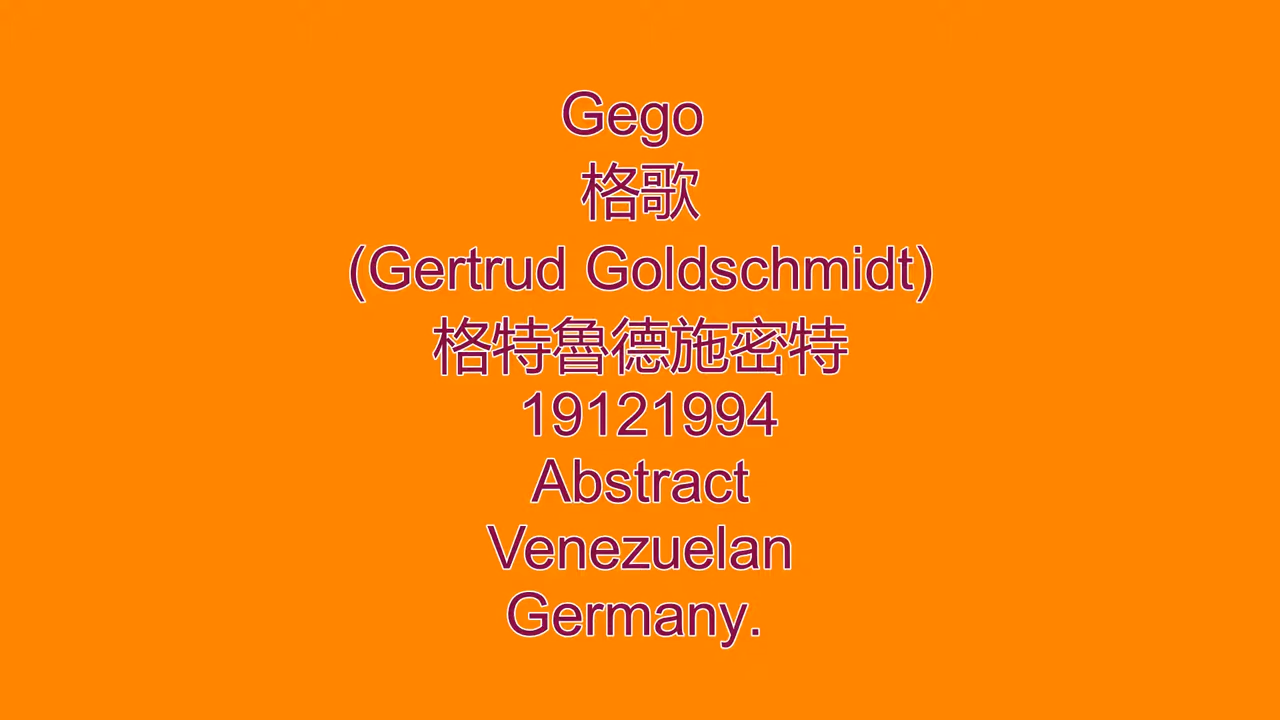 Gego
格歌
(Gertrud Goldschmidt)
格特魯德施密特
19121994
Abstract
Venezuelan
Germany.